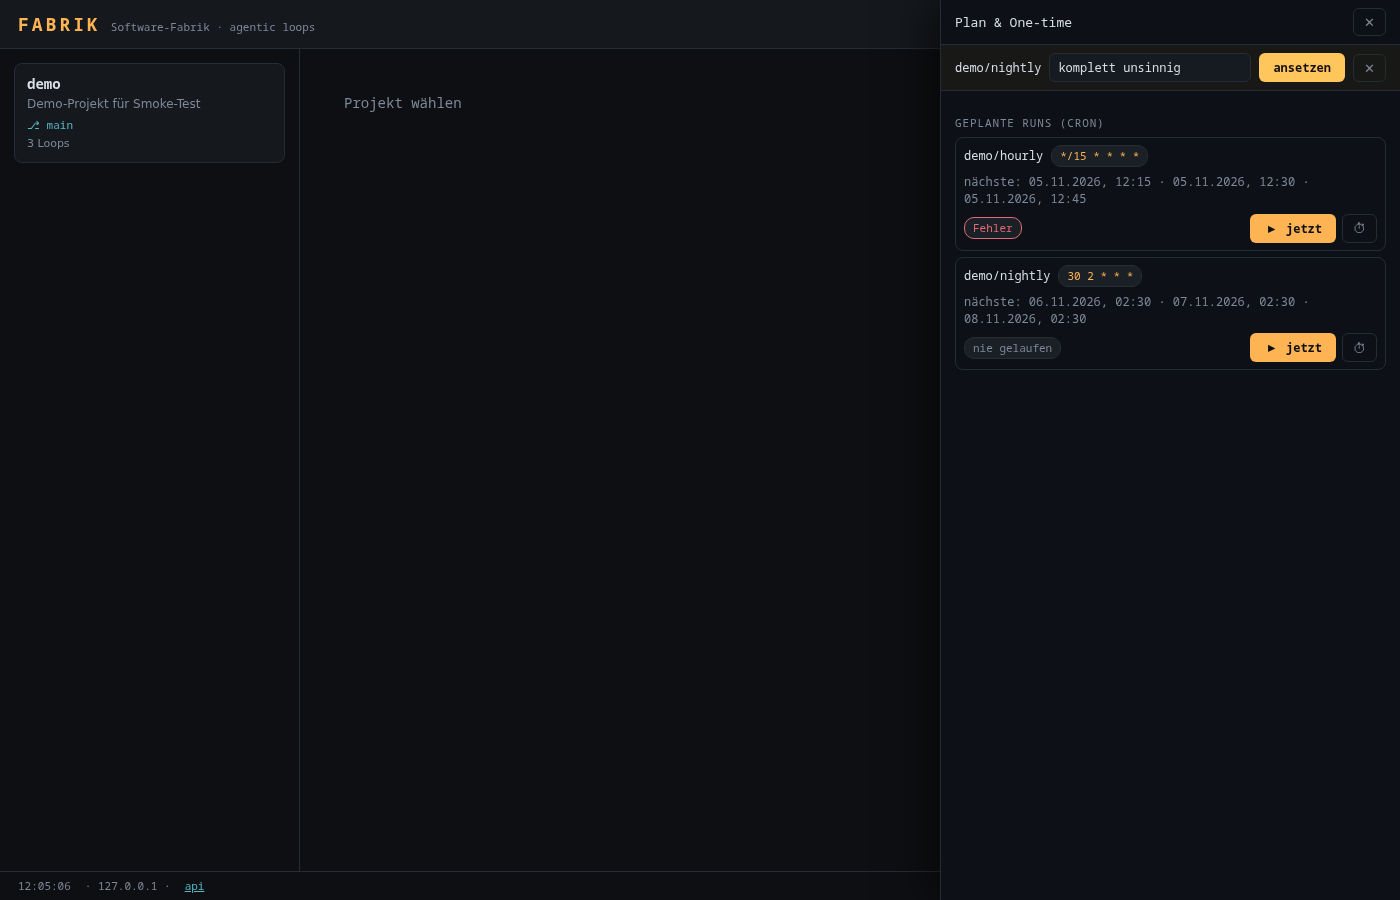 FABRIK Software-Fabrik · agentic loops
demo
Demo-Projekt für Smoke-Test
⎇ main
3 Loops
Projekt wählen
Plan & One-time ✕
demo/nightly komplett unsinnig ansetzen ✕
GEPLANTE RUNS (CRON)
demo/hourly */15 * * * *
nächste: 05.11.2026, 12:15 · 05.11.2026, 12:30 ·
05.11.2026, 12:45
Fehler ▶ jetzt ⏱
demo/nightly 30 2 * * *
nächste: 06.11.2026, 02:30 · 07.11.2026, 02:30 ·
08.11.2026, 02:30
nie gelaufen ▶ jetzt ⏱
12:05:06 · 127.0.0.1 · api